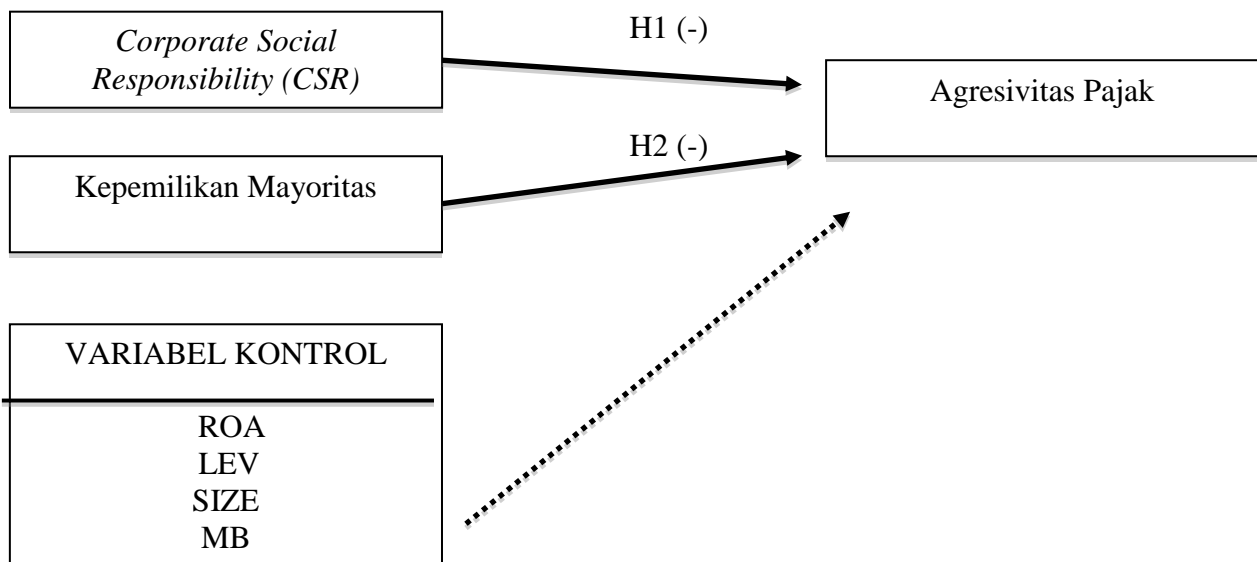 Corporate Social
Responsibility (CSR)
H1 (-)
Agresivitas Pajak
H2 (-)
Kepemilikan Mayoritas
VARIABEL KONTROL
ROA
LEV
SIZE
MB